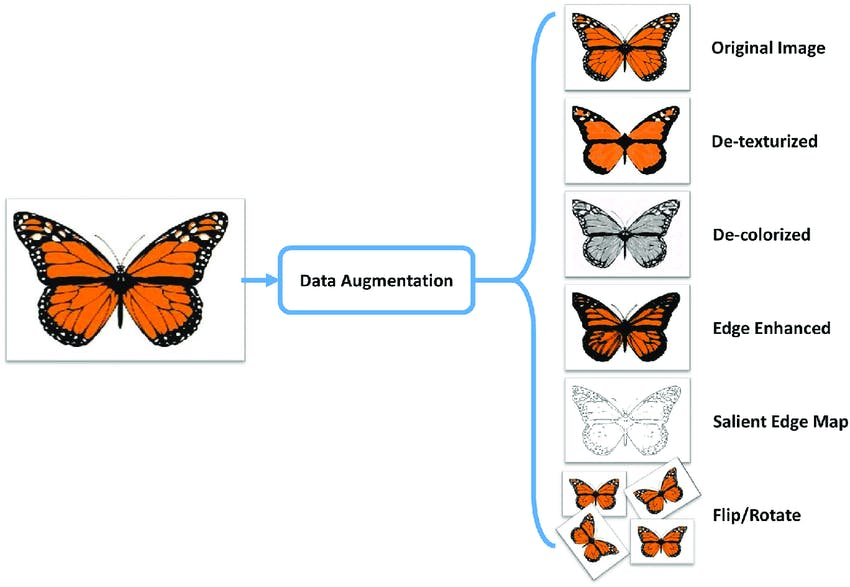 Original Image
De-texturized
De-colorized
Data Augmentation
Edge Enhanced
Salient Edge Map
Flip/Rotate